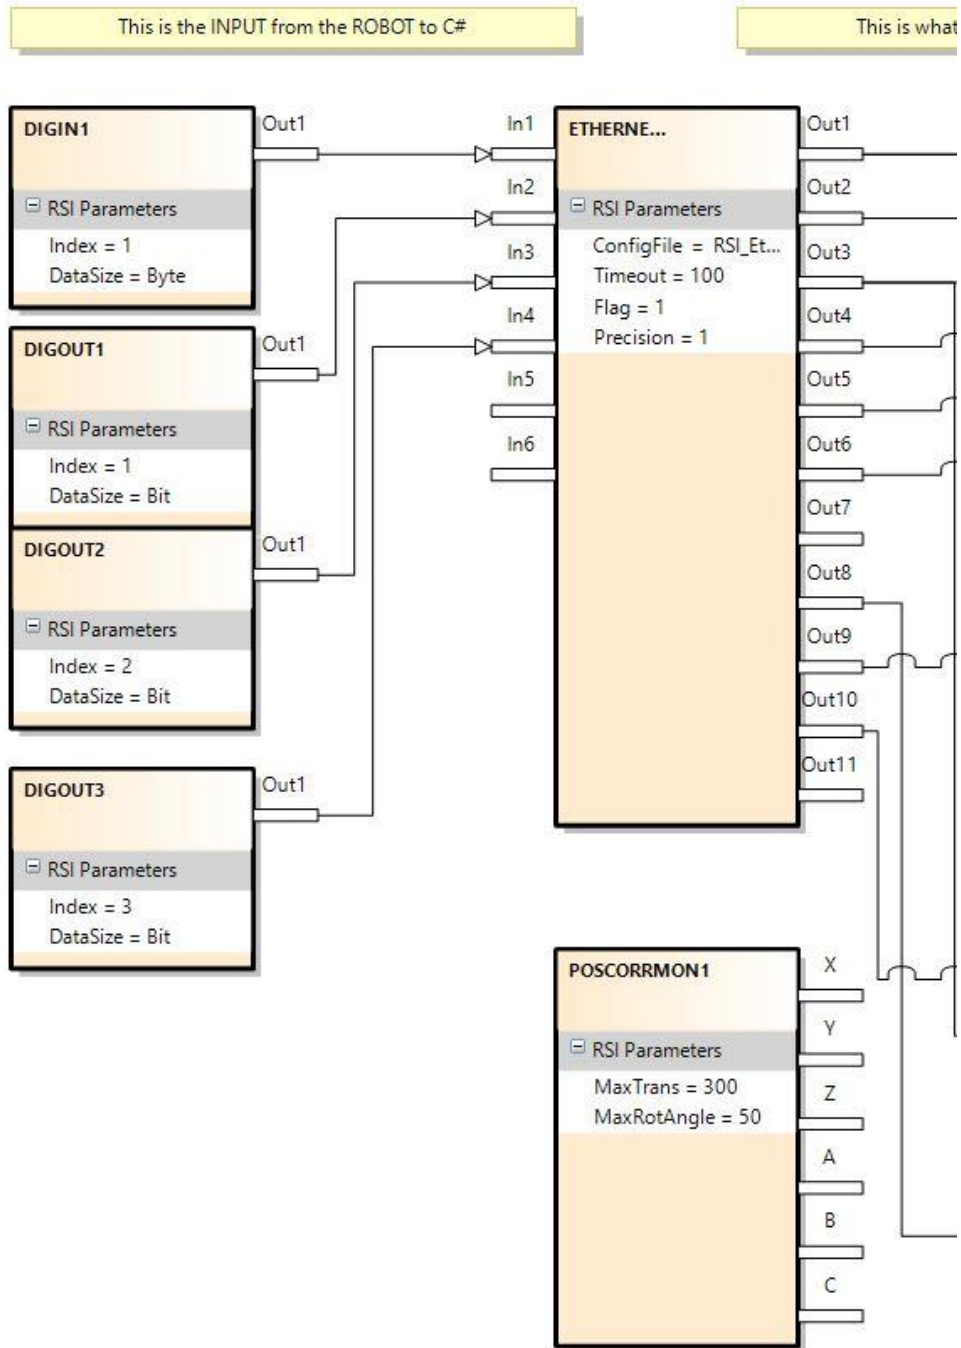 This is the INPUT from the ROBOT to C#
This is what
DIGIN1
RSI Parameters
Index = 1
DataSize = Byte
Out1
DIGOUT1
RSI Parameters
Index = 1
DataSize = Bit
Out1
DIGOUT2
RSI Parameters
Index = 2
DataSize = Bit
Out1
DIGOUT3
RSI Parameters
Index = 3
DataSize = Bit
Out1
In1
In2
In3
In4
In5
In6
ETHERNE...
RSI Parameters
ConfigFile = RSI_Et...
Timeout = 100
Flag = 1
Precision = 1
Out1
Out2
Out3
Out4
Out5
Out6
Out7
Out8
Out9
Out10
Out11
POSCORRMON1
RSI Parameters
MaxTrans = 300
MaxRotAngle = 50
X
Y
Z
A
B
C